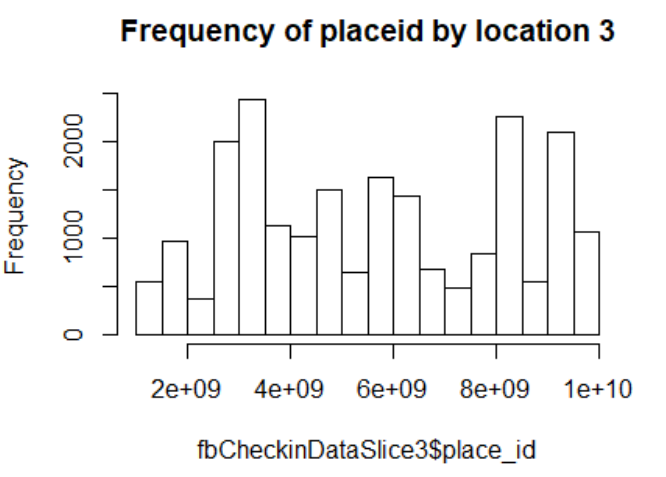 Frequency of placeid by location 3
Frequency
2000
1000
0
2e+09 4e+09 6e+09 8e+09 1e+10
fbCheckinDataSlice3$place_id